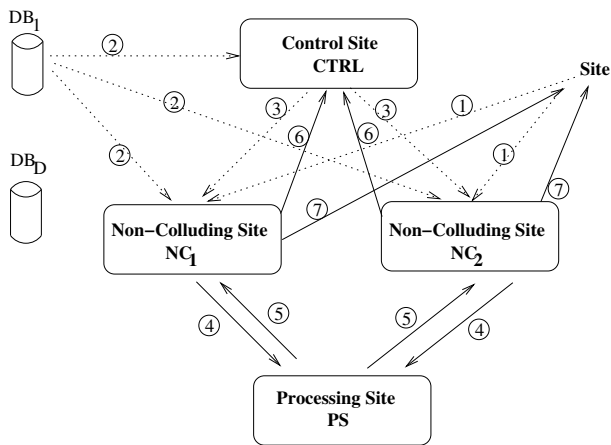 DB1
②
Control Site
CTRL
Site
②
③
③
①
②
⑥
⑥
①
DBD
⑦
⑦
Non−Colluding Site
NC1
Non−Colluding Site
NC2
④
⑤
⑤
④
Processing Site
PS